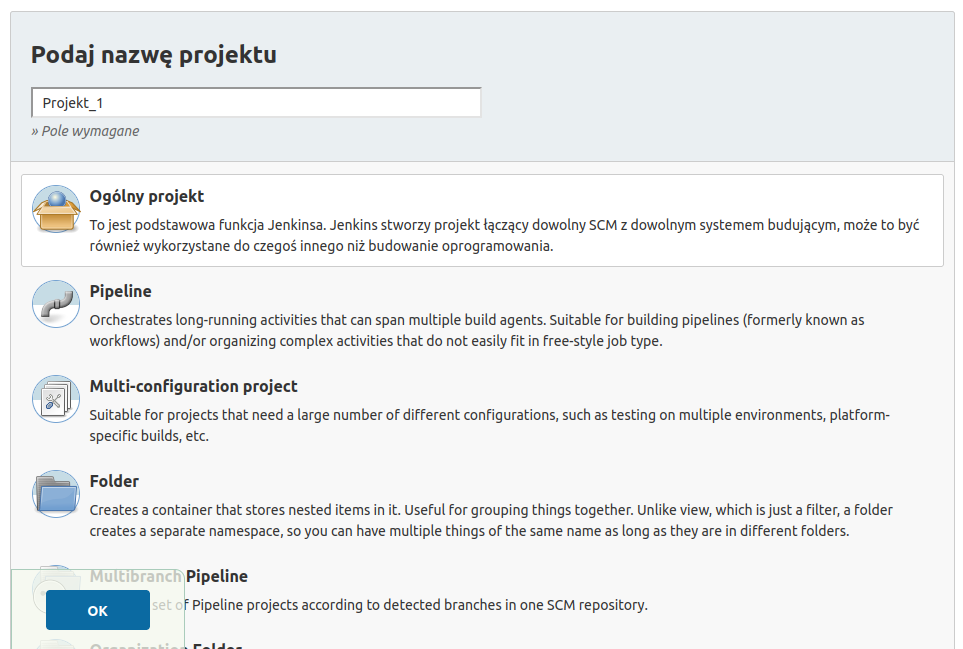 Podaj nazwę projektu
Projekt_1
» Pole wymagane
Ogólny projekt
To jest podstawowa funkcja Jenkinsa. Jenkins stworzy projekt łączący dowolny SCM z dowolnym systemem budującym, może to być
również wykorzystane do czegoś innego niż budowanie oprogramowania.
Pipeline
Orchestrates long-running activities that can span multiple build agents. Suitable for building pipelines (formerly known as
workflows) and/or organizing complex activities that do not easily fit in free-style job type.
Multi-configuration project
Suitable for projects that need a large number of different configurations, such as testing on multiple environments, platform-
specific builds, etc.
Folder
Creates a container that stores nested items in it. Useful for grouping things together. Unlike view, which is just a filter, a folder
creates a separate namespace, so you can have multiple things of the same name as long as they are in different folders.
Multibranch Pipeline
set of Pipeline projects according to detected branches in one SCM repository.
OK
Organization Folder